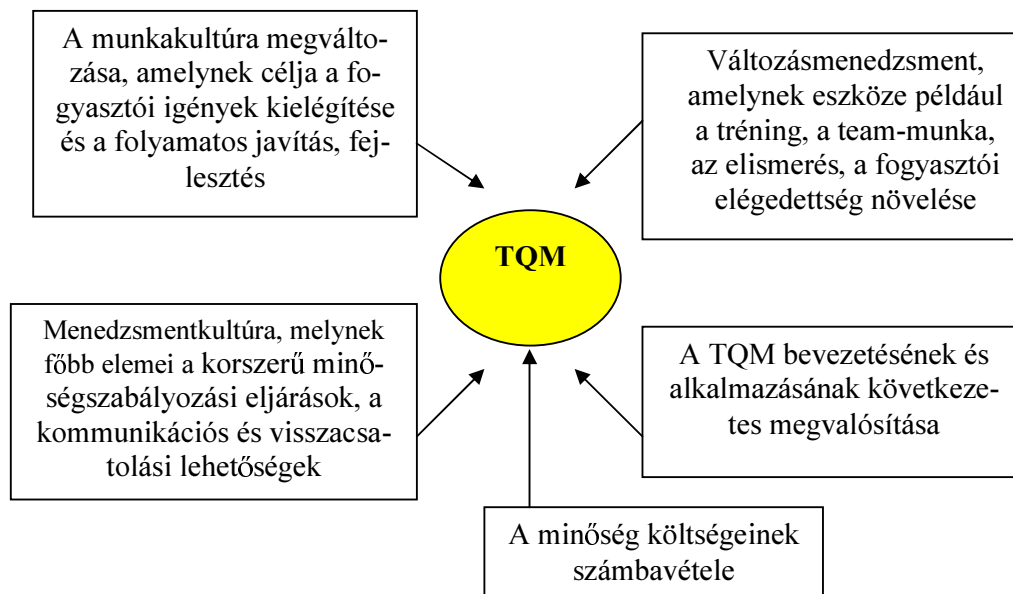 A munkakultúra megválto-
zása, amelynek célja a fo-
gyasztói igények kielégítése
és a folyamatos javítás, fej-
lesztés
Változásmenedzsment,
amelynek eszköze például
a tréning, a team-munka,
az elismerés, a fogyasztói
elégedettség növelése
TQM
Menedzsmentkultúra, melynek
főbb elemei a korszerű minő-
ségszabályozási eljárások, a
kommunikációs és visszacsa-
tolási lehetőségek
A TQM bevezetésének és
alkalmazásának következe-
tes megvalósítása
A minőség költségeinek
számbavétele